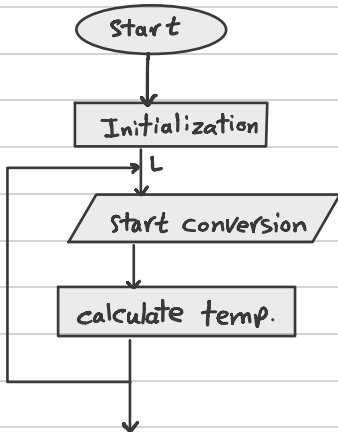 Start
Initialization
L
Start conversion
calculate temp.